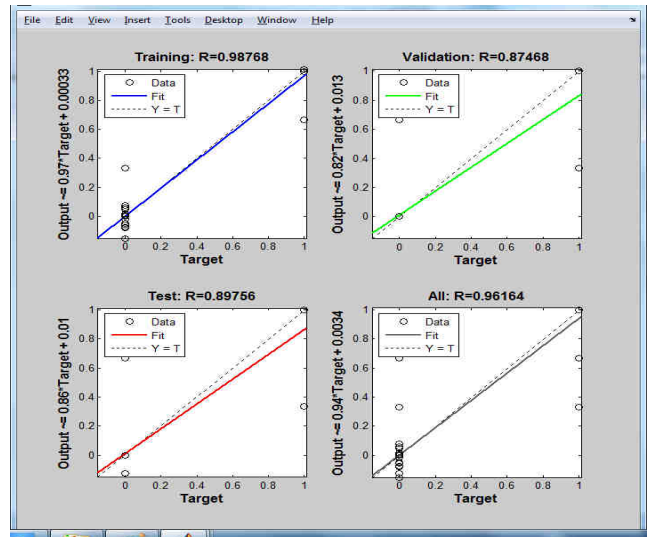 File Edit View Insert Tools Desktop Window Help
Training: R=0.98768
Output ~= 0.97*Target + 0.00033
1
0.8
0.6
0.4
0.2
0
Data
Fit
Y = T
0 0.2 0.4 0.6 0.8 1
Target
Validation: R=0.87468
Output ~= 0.82*Target + 0.013
1
0.8
0.6
0.4
0.2
0
Data
Fit
Y = T
0 0.2 0.4 0.6 0.8 1
Target
Test: R=0.89756
Output ~= 0.86*Target + 0.01
1
0.8
0.6
0.4
0.2
0
Data
Fit
Y = T
0 0.2 0.4 0.6 0.8 1
Target
All: R=0.96164
Output ~= 0.94*Target + 0.0034
1
0.8
0.6
0.4
0.2
0
Data
Fit
Y = T
0 0.2 0.4 0.6 0.8 1
Target